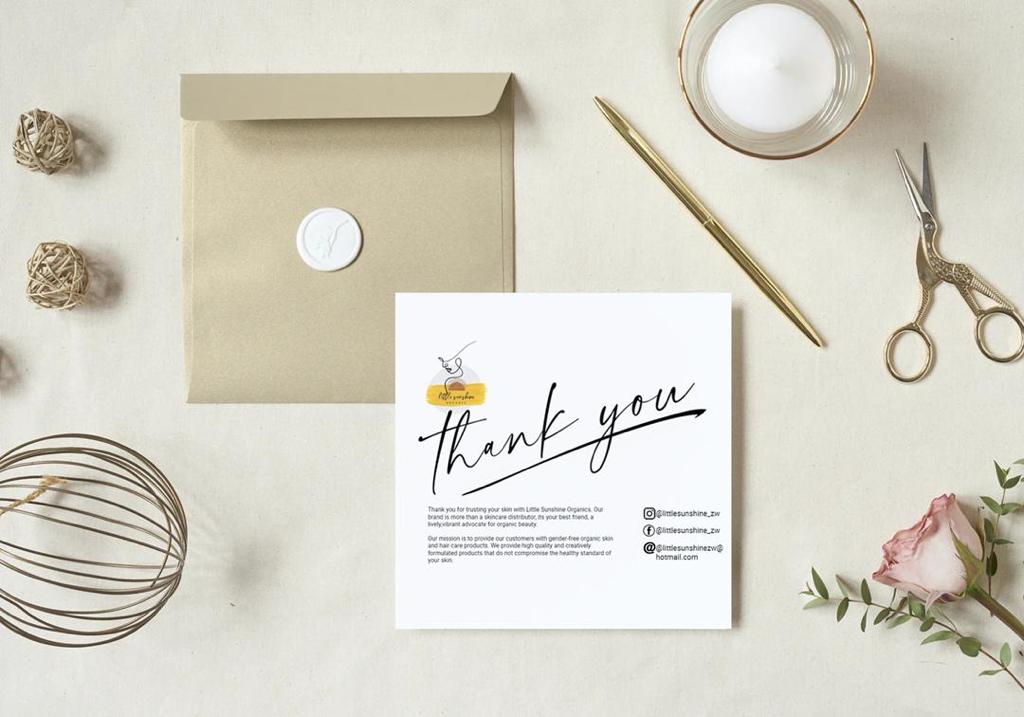 little sunshine
ORGANICS
Thank you
Thank you for trusting your skin with Little Sunshine Organics. Our
brand is more than a skincare distributor, its your best friend, a
lively,vibrant advocate for organic beauty.
Our mission is to provide our customers with gender-free organic skin
and hair care products. We provide high quality and creatively
formulated products that do not compromise the healthy standard of
your skin.
@littlesunshine_zw
@littlesunshine_zw
@littlesunshinezw@
hotmail.com